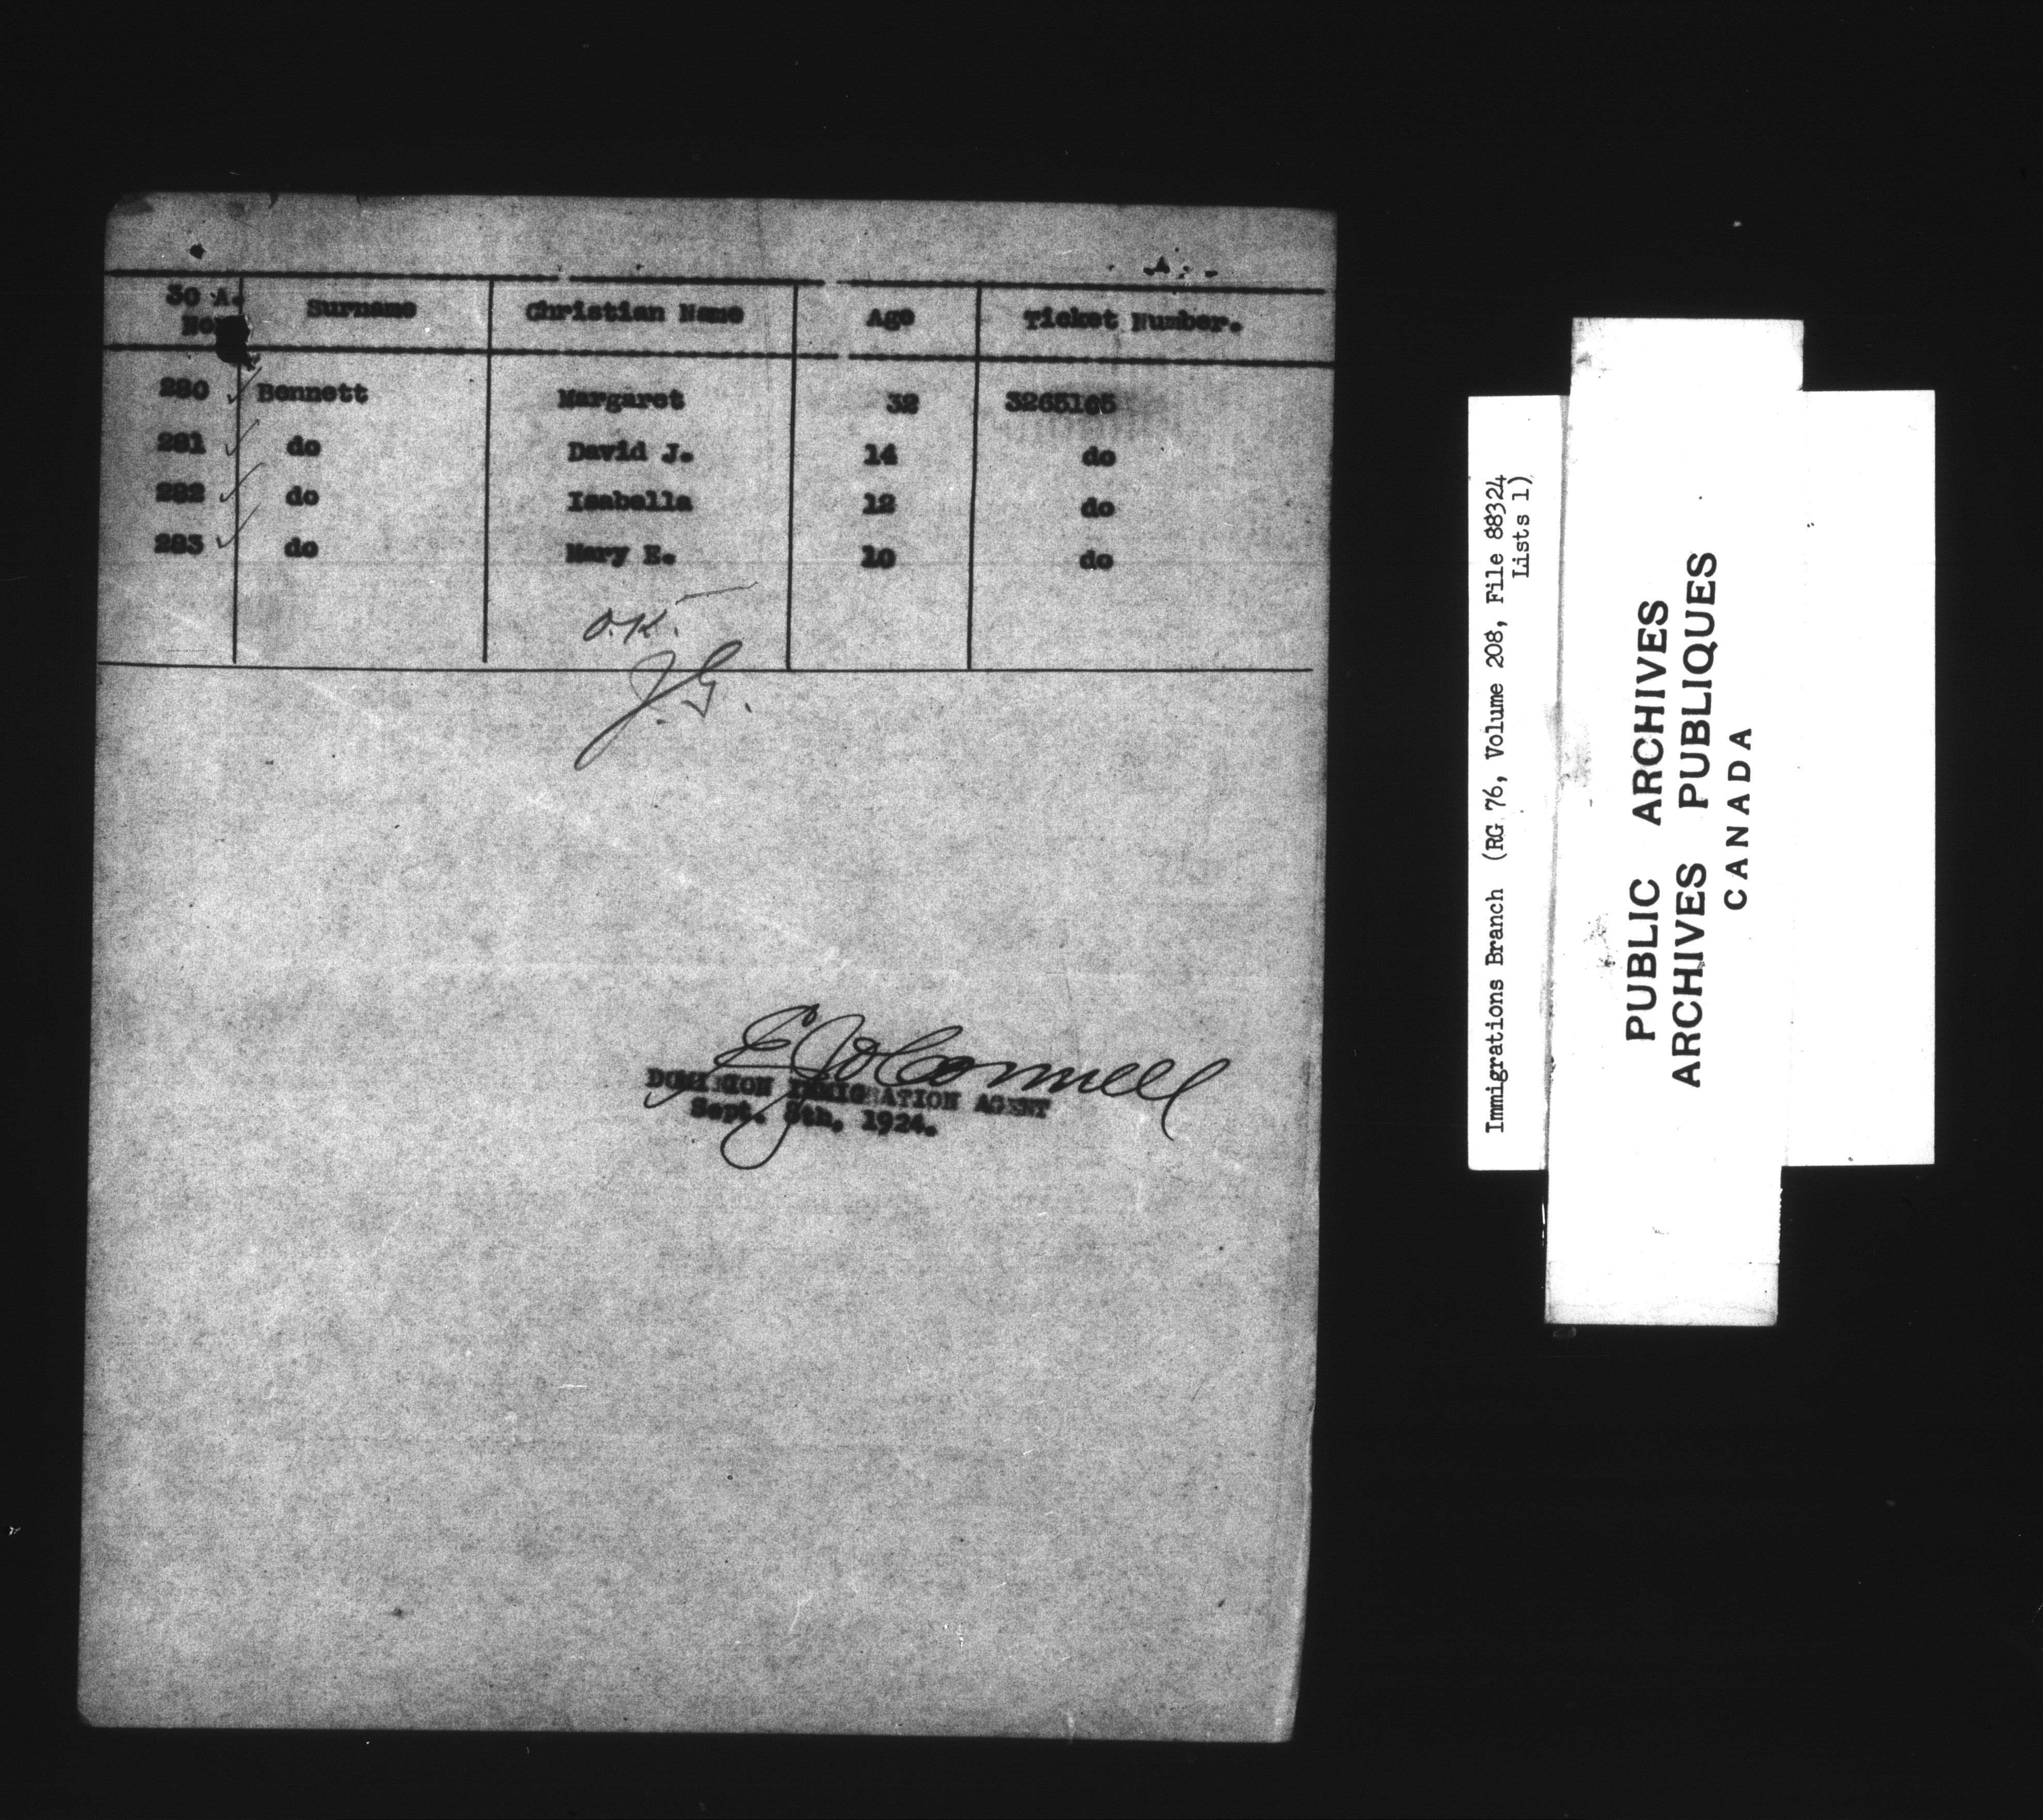 30 A. Surname Christian Name Age Ticket Number.
No.
280 ✓ Bennett Margaret 32 3265105
281 ✓ do David J. 14 do
282 ✓ do Isabella 12 do
283 ✓ do Mary E. 10 do
O.K.
J.G.
DOMINION IMMIGRATION AGENT
Sept. 8th, 1924.
Immigrations Branch (RG 76, Volume 208, File 88324
Lists 1)
PUBLIC ARCHIVES
ARCHIVES PUBLIQUES
CANADA